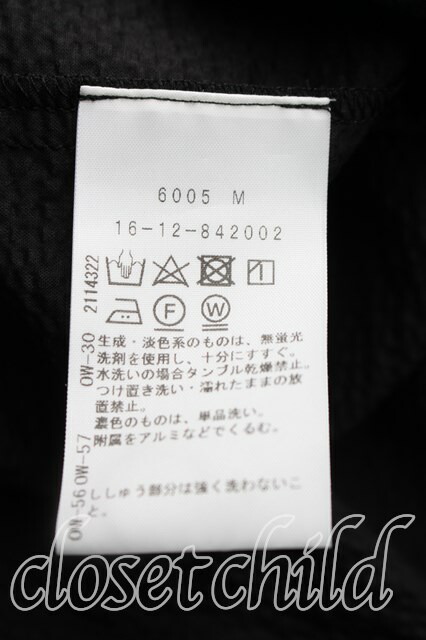 6005 M
16-12-842002
F
W
生成・淡色系のものは、無蛍光
洗剤を使用し、十分にすすぐ。
水洗いの場合タンブル乾燥禁止。
つけ置き洗い・濡れたままの放
置禁止。
濃色のものは、単品洗い。
附属をアルミなどでくるむ。
ししゅう部分は強く洗わないこ
と。
OW-56 OW-57 OW-30 2114322
closetchild